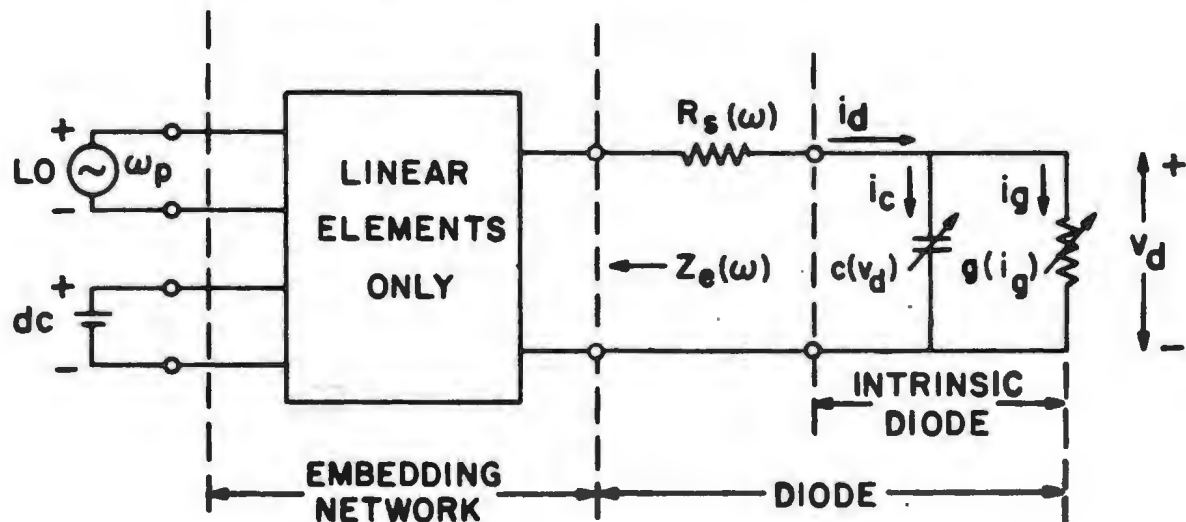 LO
+
-
ωp
dc
+
-
LINEAR
ELEMENTS
ONLY
Rs(ω)
id
ic
ig
c(vd)
g(ig)
+
vd
-
Ze(ω)
INTRINSIC
DIODE
EMBEDDING
NETWORK
DIODE